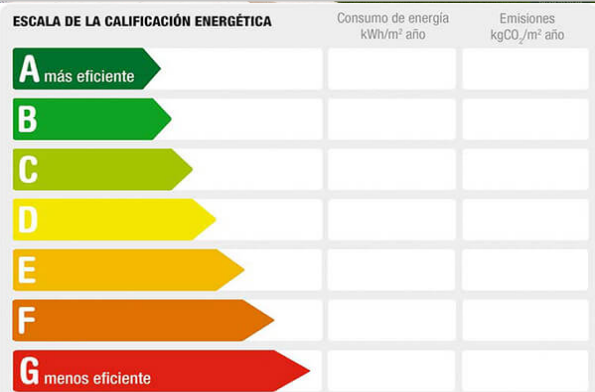 ESCALA DE LA CALIFICACIÓN ENERGÉTICA
Consumo de energía
kWh/m² año
Emisiones
kgCO₂/m² año
A más eficiente
B
C
D
E
F
G menos eficiente